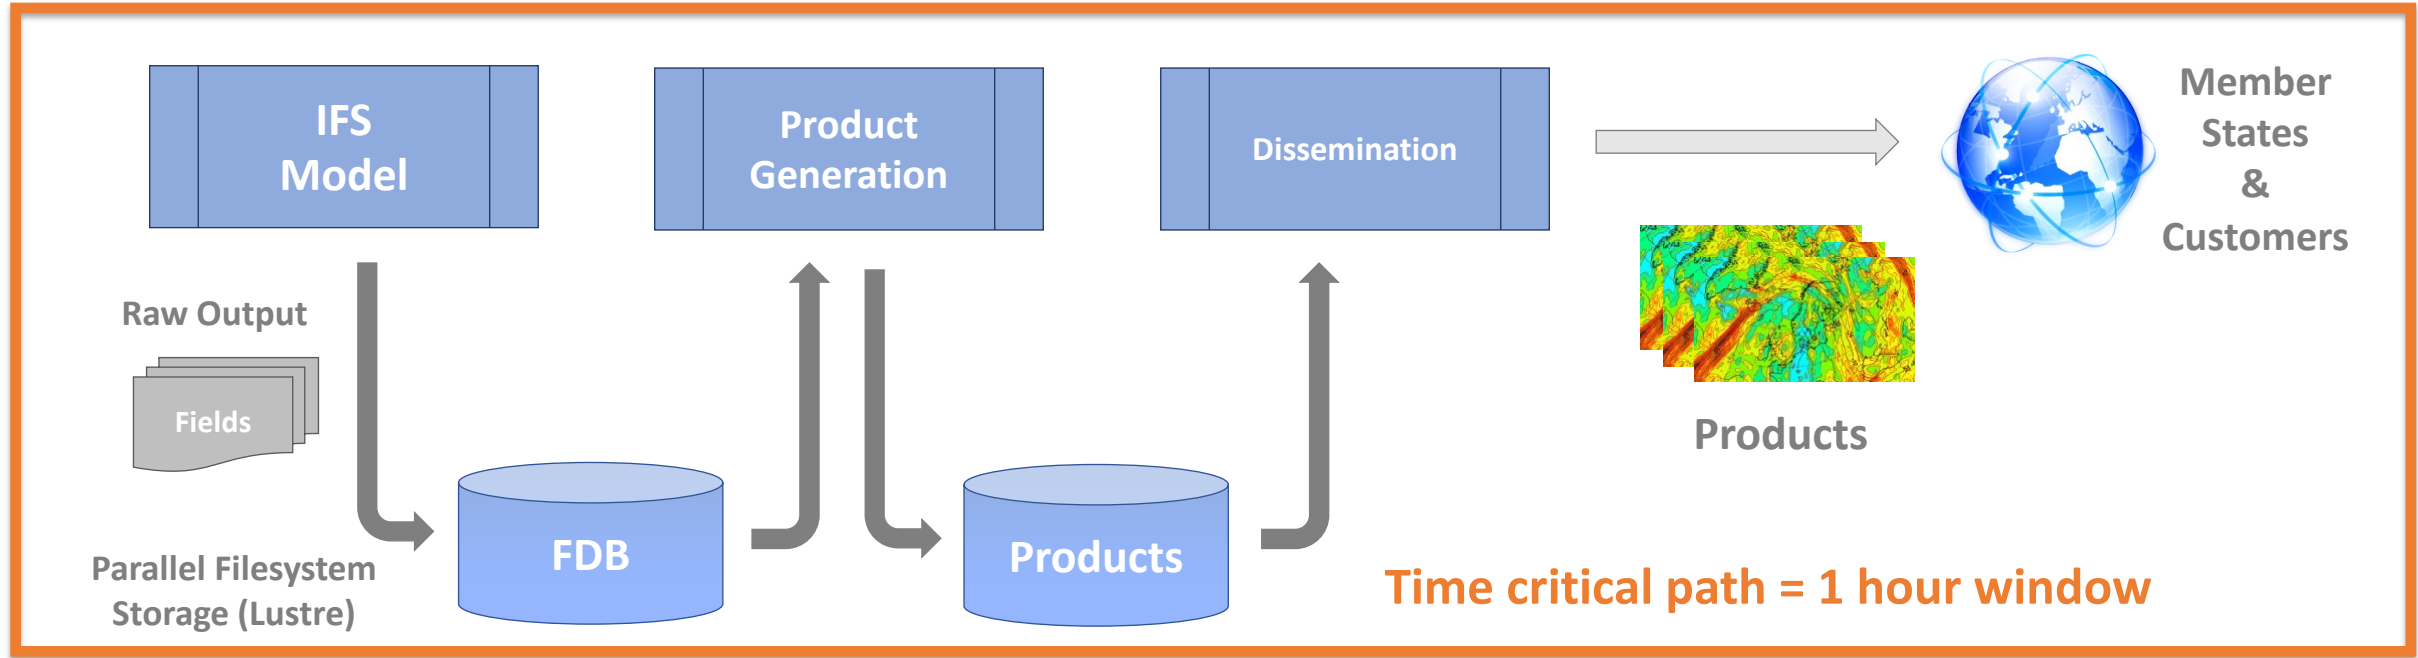 IFS
Model
Product
Generation
Dissemination
Member
States
&
Customers
Raw Output
Fields
Products
Parallel Filesystem
Storage (Lustre)
FDB
Products
Time critical path = 1 hour window